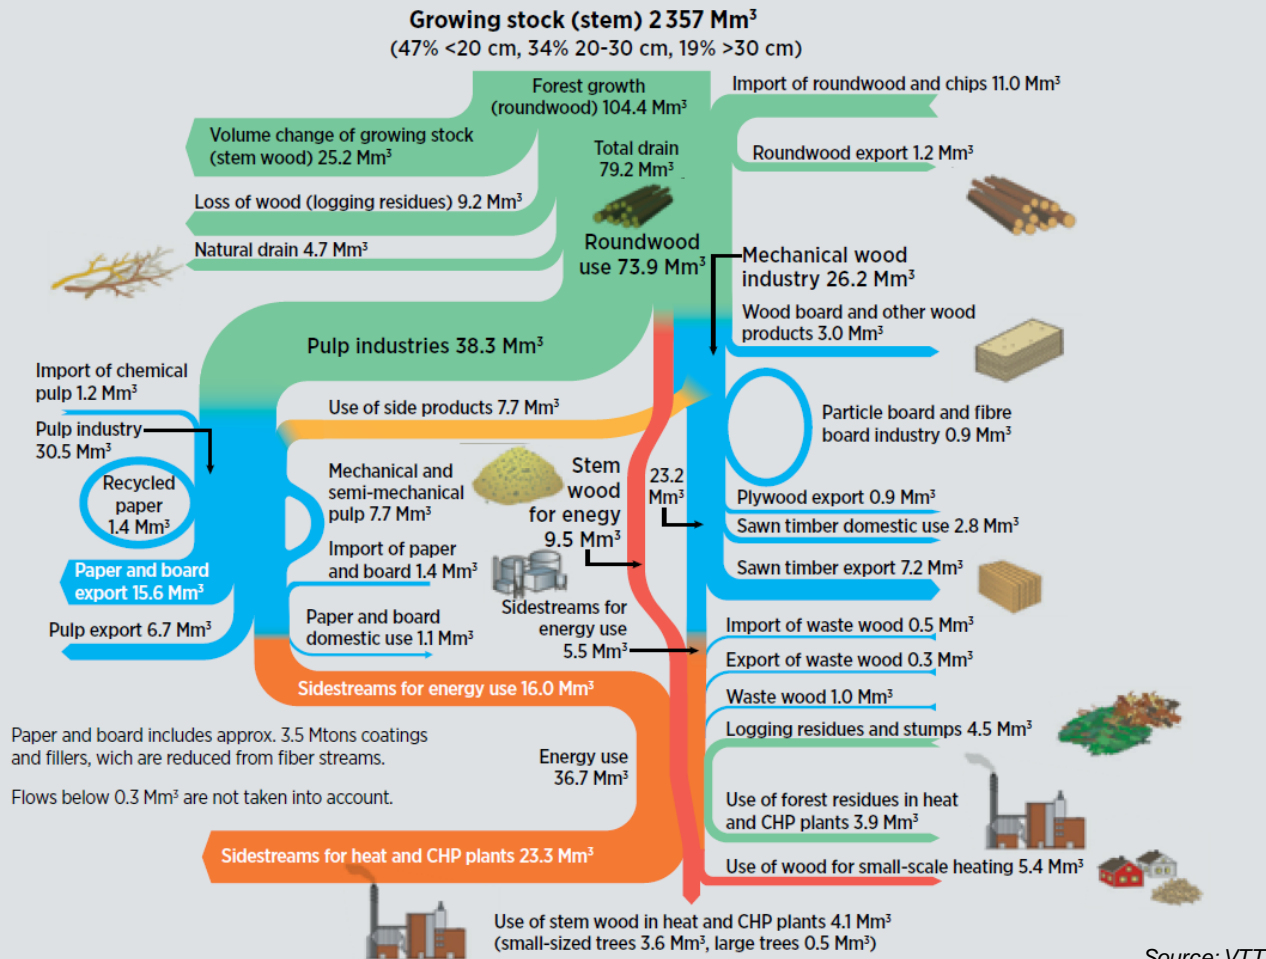 Growing stock (stem) 2 357 Mm³
(47% <20 cm, 34% 20-30 cm, 19% >30 cm)
Forest growth
(roundwood) 104.4 Mm³
Import of roundwood and chips 11.0 Mm³
Volume change of growing stock
(stem wood) 25.2 Mm³
Total drain
79.2 Mm³
Roundwood export 1.2 Mm³
Loss of wood (logging residues) 9.2 Mm³
Natural drain 4.7 Mm³
Roundwood
use 73.9 Mm³
Mechanical wood
industry 26.2 Mm³
Wood board and other wood
products 3.0 Mm³
Pulp industries 38.3 Mm³
Import of chemical
pulp 1.2 Mm³
Use of side products 7.7 Mm³
Particle board and fibre
board industry 0.9 Mm³
Pulp industry
30.5 Mm³
Recycled
paper
1.4 Mm³
Mechanical and
semi-mechanical
pulp 7.7 Mm³
Stem
wood
for enegy
9.5 Mm³
23.2
Mm³
Plywood export 0.9 Mm³
Sawn timber domestic use 2.8 Mm³
Import of paper
and board 1.4 Mm³
Paper and board
export 15.6 Mm³
Sawn timber export 7.2 Mm³
Pulp export 6.7 Mm³
Paper and board
domestic use 1.1 Mm³
Sidestreams for
energy use
5.5 Mm³
Import of waste wood 0.5 Mm³
Export of waste wood 0.3 Mm³
Sidestreams for energy use 16.0 Mm³
Waste wood 1.0 Mm³
Logging residues and stumps 4.5 Mm³
Paper and board includes approx. 3.5 Mtons coatings
and fillers, wich are reduced from fiber streams.
Flows below 0.3 Mm³ are not taken into account.
Energy use
36.7 Mm³
Use of forest residues in heat
and CHP plants 3.9 Mm³
Sidestreams for heat and CHP plants 23.3 Mm³
Use of wood for small-scale heating 5.4 Mm³
Use of stem wood in heat and CHP plants 4.1 Mm³
(small-sized trees 3.6 Mm³, large trees 0.5 Mm³)
Source: VTT